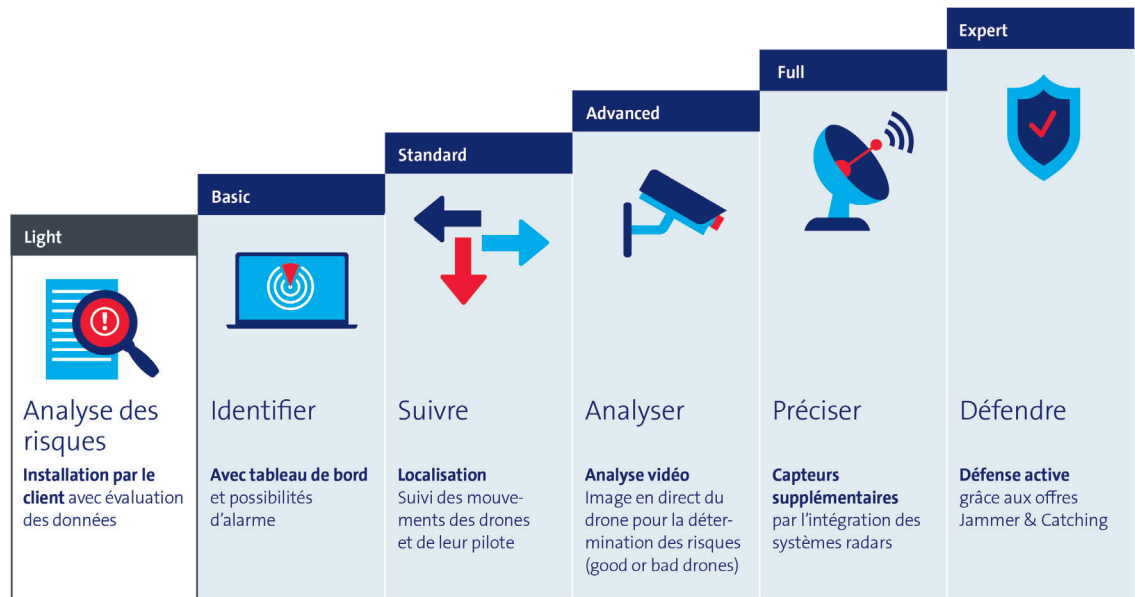 Light
Analyse des
risques
Installation par le
client avec évaluation
des données
Basic
Identifier
Avec tableau de bord
et possibilités
d'alarme
Standard
Suivre
Localisation
Suivi des mouve-
ments des drones
et de leur pilote
Advanced
Analyser
Analyse vidéo
Image en direct du
drone pour la déter-
mination des risques
(good or bad drones)
Full
Préciser
Capteurs
supplémentaires
par l'intégration des
systèmes radars
Expert
Défendre
Défense active
grâce aux offres
Jammer & Catching